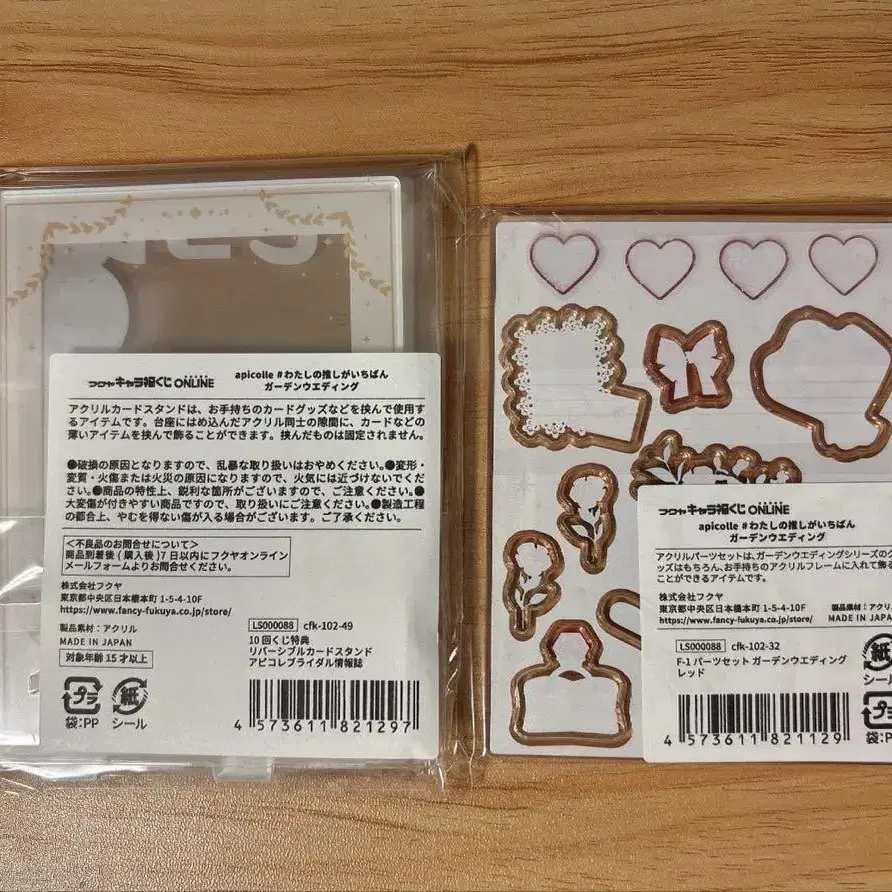 フクヤキャラ福くじ ONLINE
apicolle #わたしの推しがいちばん
ガーデンウエディング
アクリルカードスタンドは、お手持ちのカードグッズなどを挟んで使用す
るアイテムです。台座にはめ込んだアクリル同士の隙間に、カードなどの
薄いアイテムを挟んで飾ることができます。挟んだものは固定されません。
●破損の原因となりますので、乱暴な取り扱いはおやめください。●変形・
変質・火傷または火災の原因になりますので、火気には近づけないでくだ
さい。●商品の特性上、鋭利な箇所がございますので、ご注意ください。●
大変傷が付きやすい商品ですので、取り扱いにご注意ください。●製造工程
の都合上、やむを得ない傷が入る場合がございます。ご了承ください。
<不良品のお問合せについて>
商品到着後(購入後)7日以内にフクヤオンライン
メールフォームよりお問合せください。
株式会社フクヤ
東京都中央区日本橋本町 1-5-4-10F
https://www.fancy-fukuya.co.jp/store/
製品素材:アクリル
MADE IN JAPAN
対象年齢 15 才以上
LS000088 cfk-102-49
10 回くじ特典
リバーシブルカードスタンド
アピコレブライダル情報誌
プラ 紙
袋:PP シール
4 573611 821297
フクヤキャラ福くじ ONLINE
apicolle #わたしの推しがいちばん
ガーデンウエディング
アクリルパーツセットは、ガーデンウエディングシリーズの
ッズはもちろん、お手持ちのアクリルフレームに入れて飾る
ことができるアイテムです。
株式会社フクヤ
東京都中央区日本橋本町 1-5-4-10F
https://www.fancy-fukuya.co.jp/store/
製品素材:アクリ
MADE IN JAPAN
LS000088 cfk-102-32
F-1 パーツセット ガーデンウエディング
レッド
4 573611 821129
紙
シー
プラ
袋:P